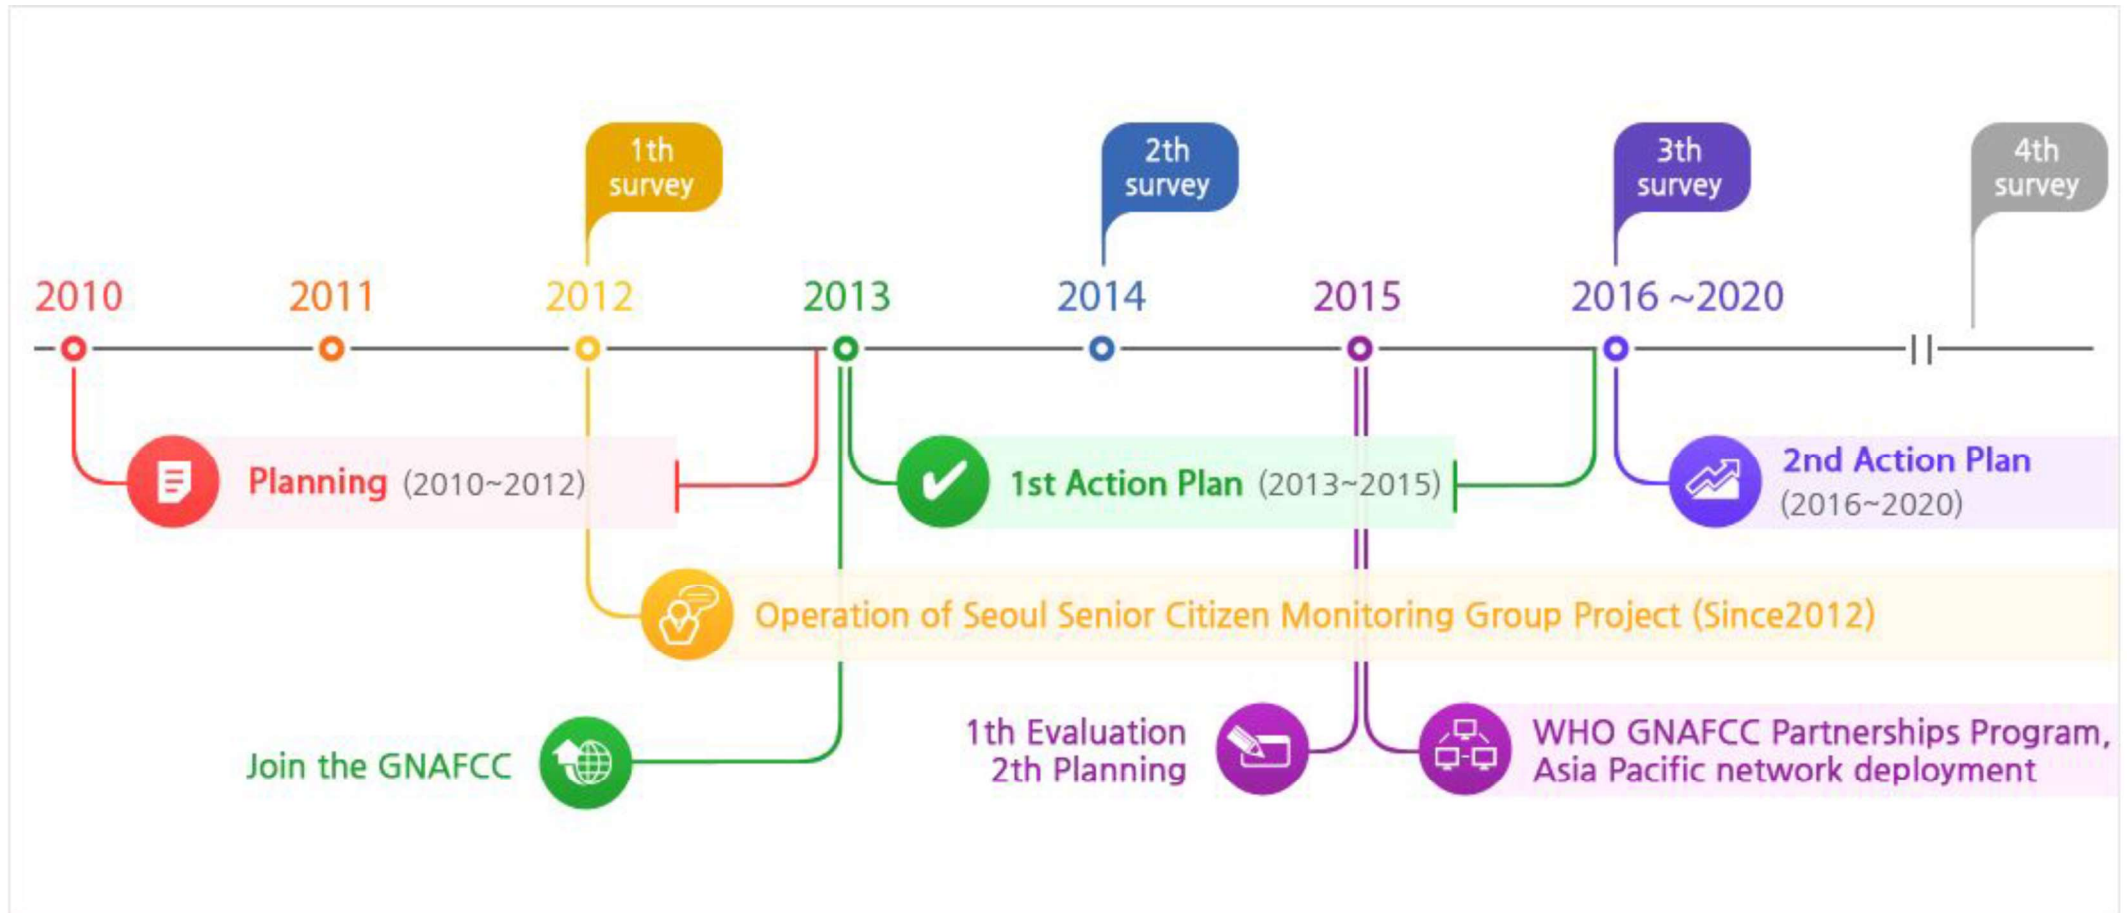 1th
survey
2th
survey
3th
survey
4th
survey
2010
2011
2012
2013
2014
2015
2016 ~2020
Planning (2010~2012)
1st Action Plan (2013~2015)
2nd Action Plan
(2016~2020)
Operation of Seoul Senior Citizen Monitoring Group Project (Since2012)
Join the GNAFCC
1th Evaluation
2th Planning
WHO GNAFCC Partnerships Program,
Asia Pacific network deployment